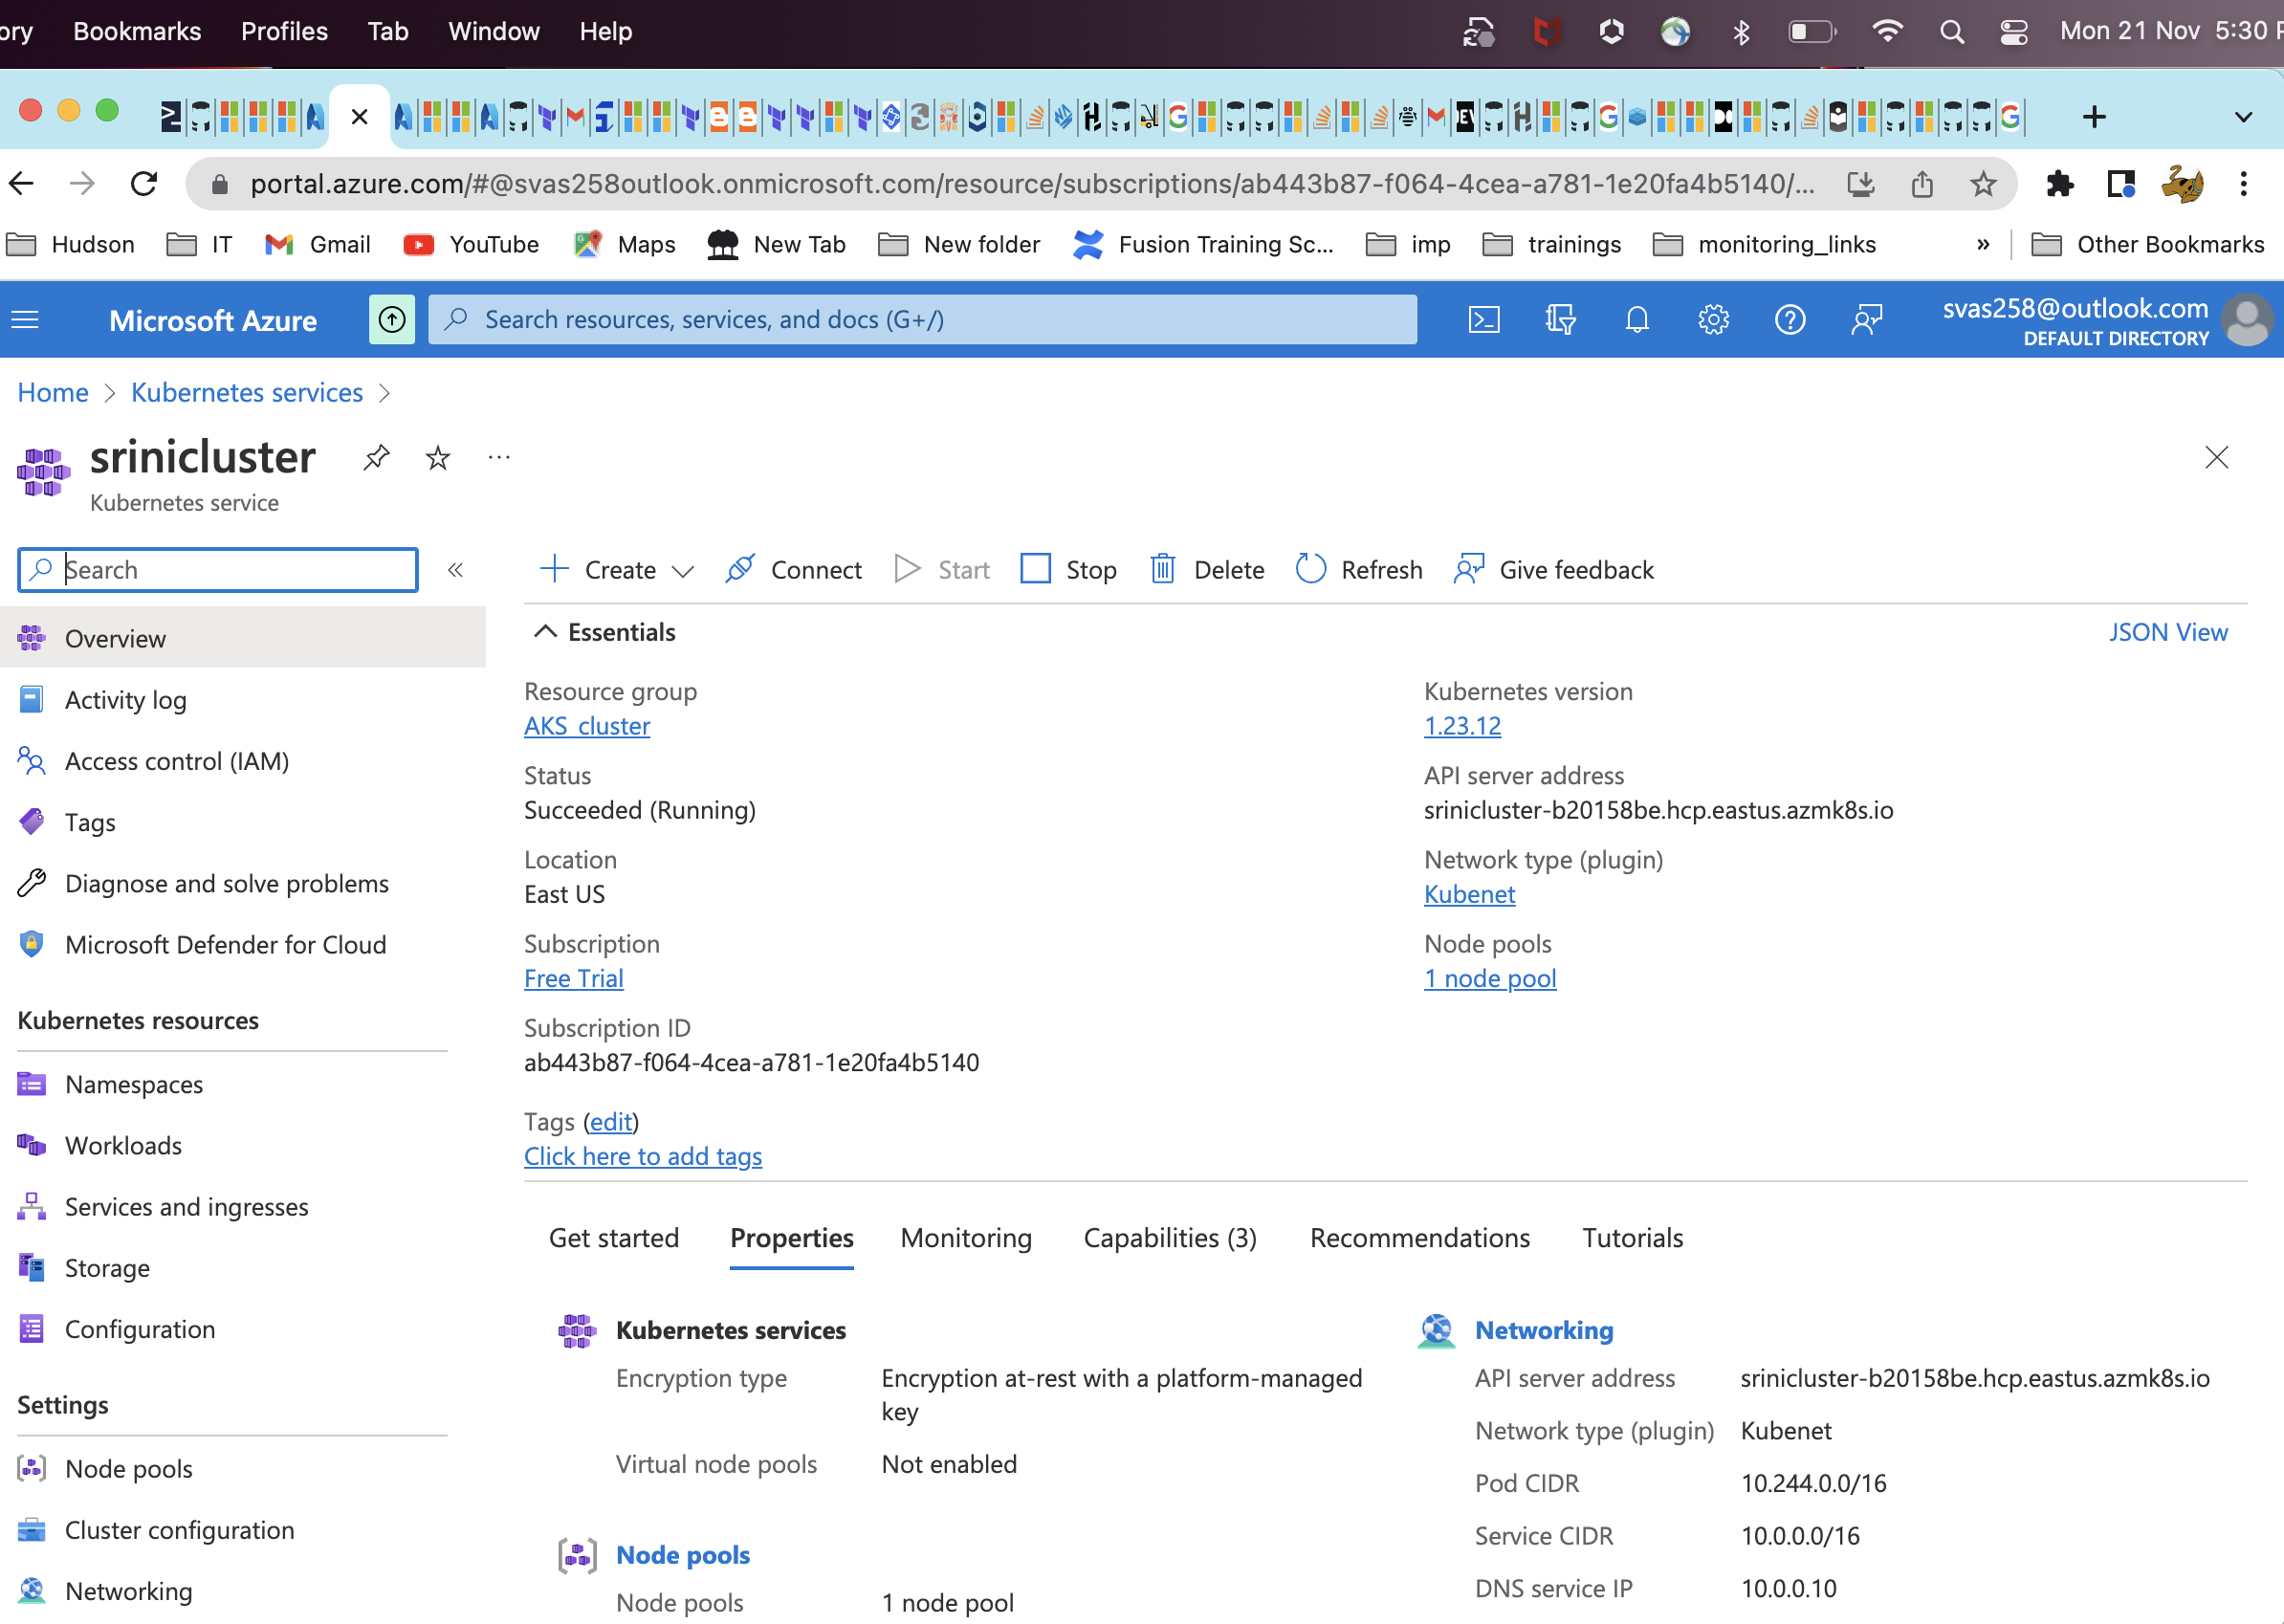 ory Bookmarks Profiles Tab Window Help Mon 21 Nov 5:30 P
portal.azure.com/#@svas258outlook.onmicrosoft.com/resource/subscriptions/ab443b87-f064-4cea-a781-1e20fa4b5140/...
Hudson IT Gmail YouTube Maps New Tab New folder Fusion Training Sc... imp trainings monitoring_links » Other Bookmarks
Microsoft Azure Search resources, services, and docs (G+/) svas258@outlook.com
DEFAULT DIRECTORY
Home > Kubernetes services >
srinicluster ...
Kubernetes service
Search « Create Connect Start Stop Delete Refresh Give feedback
Essentials JSON View
Resource group
AKS_cluster
Status
Succeeded (Running)
Location
East US
Subscription
Free Trial
Subscription ID
ab443b87-f064-4cea-a781-1e20fa4b5140
Tags (edit)
Click here to add tags
Kubernetes version
1.23.12
API server address
srinicluster-b20158be.hcp.eastus.azmk8s.io
Network type (plugin)
Kubenet
Node pools
1 node pool
Overview
Activity log
Access control (IAM)
Tags
Diagnose and solve problems
Microsoft Defender for Cloud
Kubernetes resources
Namespaces
Workloads
Services and ingresses
Storage
Configuration
Settings
Node pools
Cluster configuration
Networking
Get started Properties Monitoring Capabilities (3) Recommendations Tutorials
Kubernetes services
Encryption type Encryption at-rest with a platform-managed
key
Virtual node pools Not enabled
Node pools
Node pools 1 node pool
Networking
API server address srinicluster-b20158be.hcp.eastus.azmk8s.io
Network type (plugin) Kubenet
Pod CIDR 10.244.0.0/16
Service CIDR 10.0.0.0/16
DNS service IP 10.0.0.10